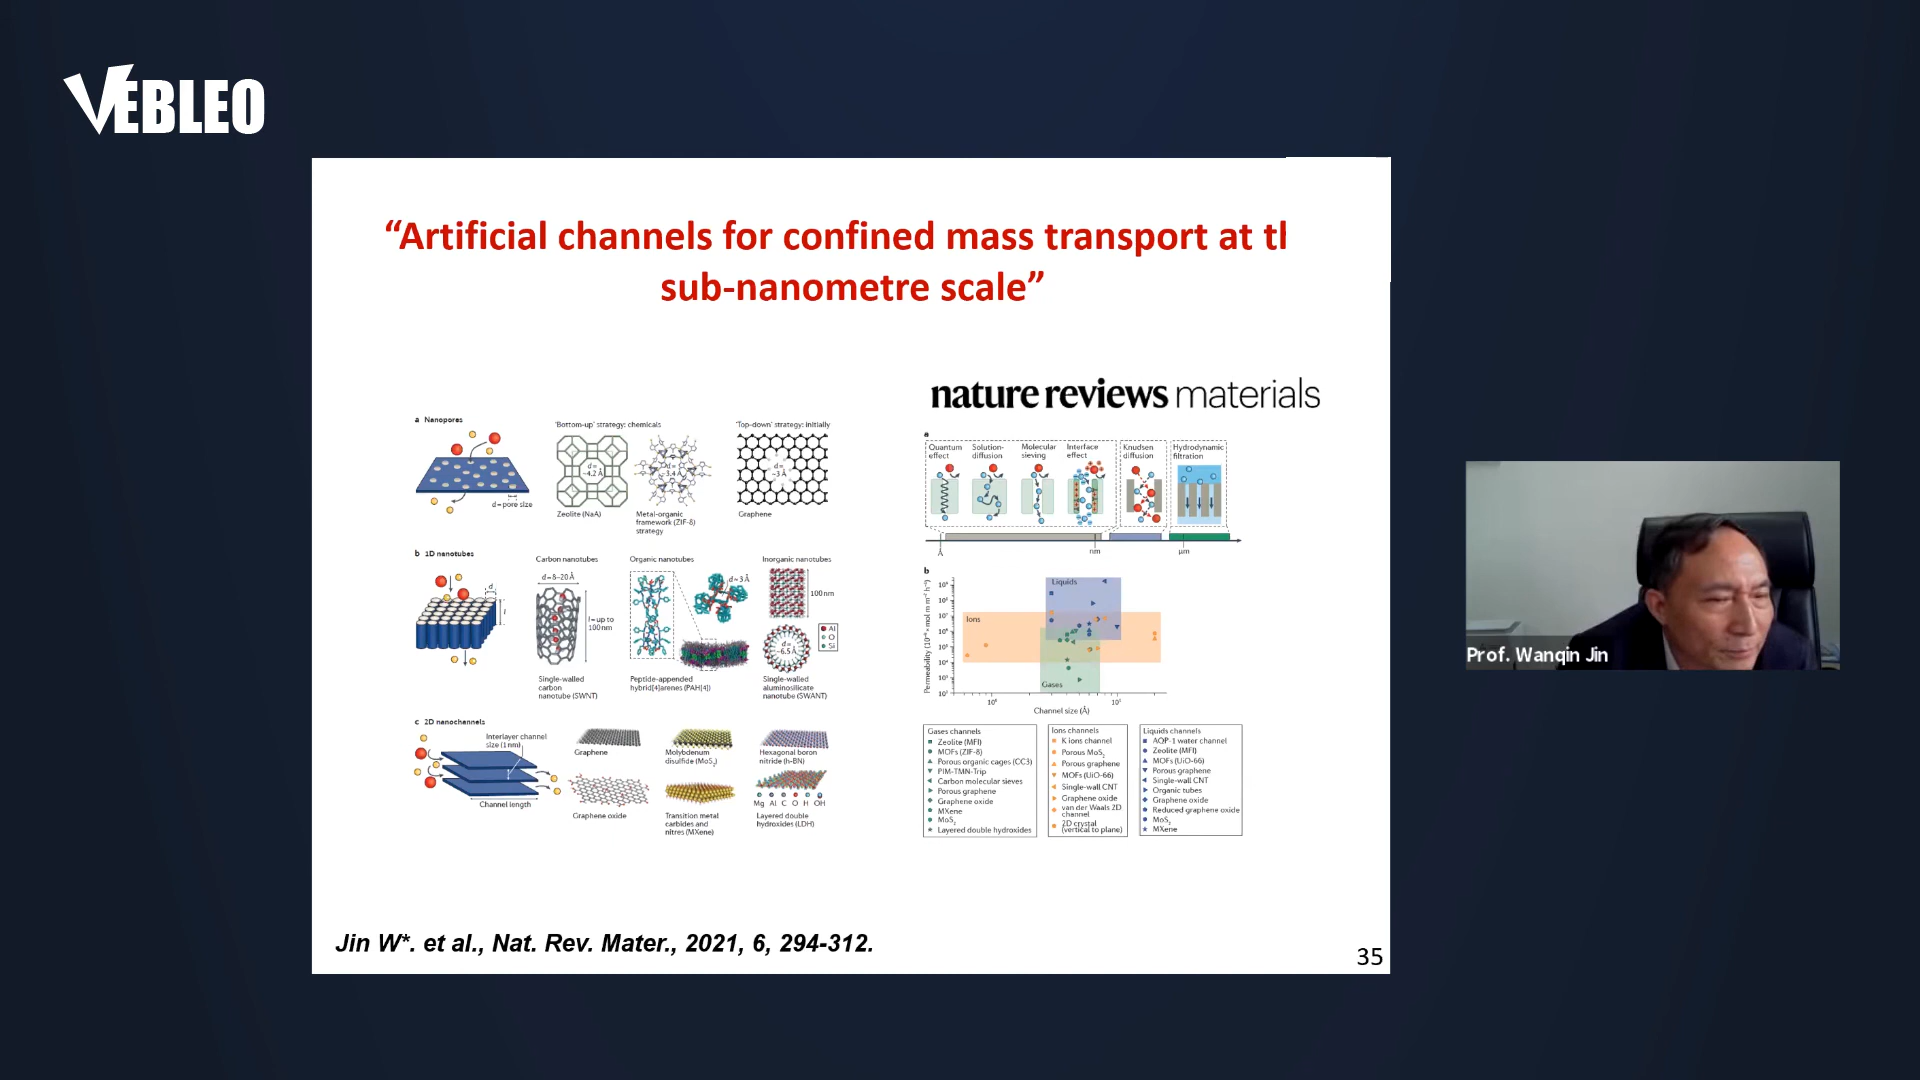 VEBLEO
“Artificial channels for confined mass transport at th
sub-nanometre scale”
nature reviews materials
a Nanopores
'Bottom-up' strategy: chemicals
'Top-down' strategy: initially
d=
~4.2 Å
d=
~3.4 Å
d=
~3 Å
d=pore size
Zeolite (NaA)
Metal-organic
framework (ZIF-8)
strategy
Graphene
b 1D nanotubes
Carbon nanotubes
Organic nanotubes
Inorganic nanotubes
d=8–20Å
d~3Å
d
l
l=up to
100nm
100nm
d=
~6.5Å
Al
O
Si
Single-walled
carbon
nanotube (SWNT)
Peptide-appended
hybrid[4]arenes (PAH[4])
Single-walled
aluminosilicate
nanotube (SWANT)
c 2D nanochannels
Interlayer channel
size (1nm)
Channel length
Graphene
Molybdenum
disulfide (MoS2)
Hexagonal boron
nitride (h-BN)
Graphene oxide
Transition metal
carbides and
nitres (MXene)
Mg Al C O H OH
Layered double
hydroxides (LDH)
a
Quantum
effect
Solution-
diffusion
Molecular
sieving
Interface
effect
Knudsen
diffusion
Hydrodynamic
filtration
Å
nm
µm
b
Liquids
Ions
Gases
Channel size (Å)
Gases channels
Zeolite (MFI)
MOFs (ZIF-8)
Porous organic cages (CC3)
PIM-TMN-Trip
Carbon molecular sieves
Porous graphene
Graphene oxide
MXene
MoS2
Layered double hydroxides
Ions channels
K ions channel
Porous MoS2
Porous graphene
MOFs (UiO-66)
Single-wall CNT
Graphene oxide
van der Waals 2D
channel
2D crystal
(vertical to plane)
Liquids channels
AQP-1 water channel
Zeolite (MFI)
MOFs (UiO-66)
Porous graphene
Single-wall CNT
Organic tubes
Graphene oxide
Reduced graphene oxide
MoS2
MXene
Jin W*. et al., Nat. Rev. Mater., 2021, 6, 294-312.
35
Prof. Wanqin Jin